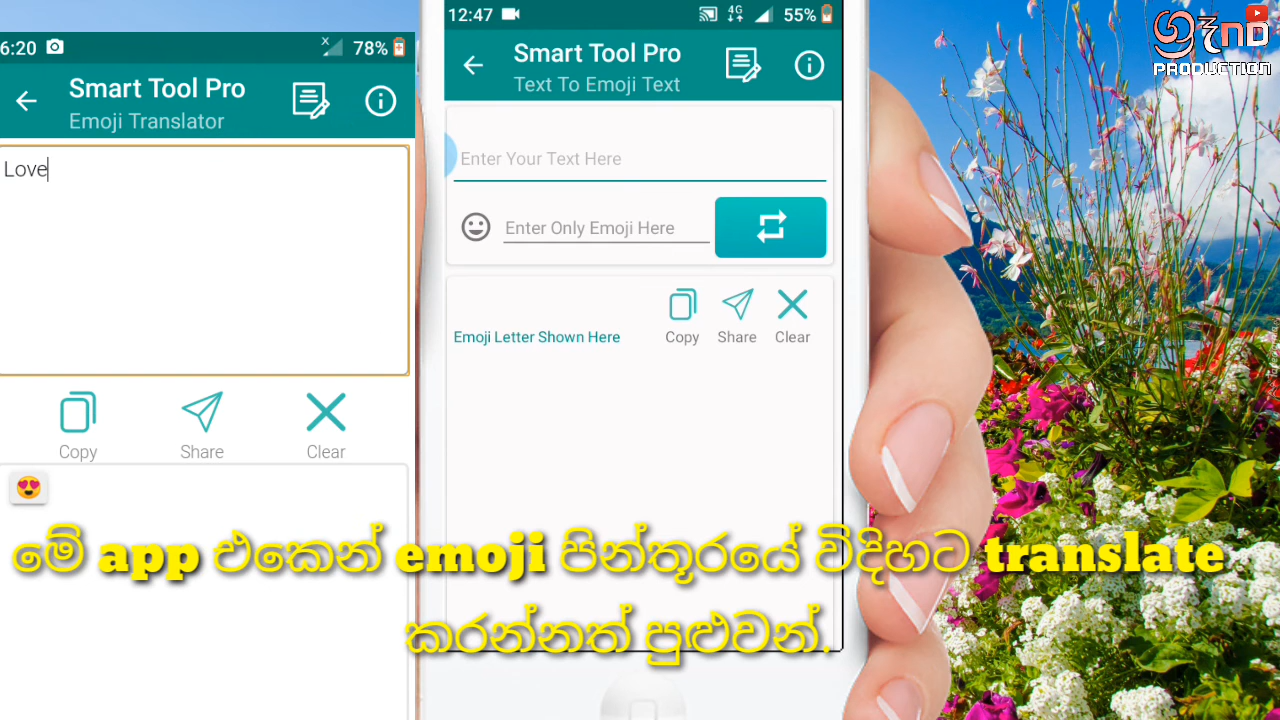 6:20
78%
Smart Tool Pro
Emoji Translator
Love
Copy
Share
Clear
12:47
4G
55%
Smart Tool Pro
Text To Emoji Text
Enter Your Text Here
Enter Only Emoji Here
Emoji Letter Shown Here
Copy
Share
Clear
PRODUCTION
මේ app එකෙන් emoji පින්තූරයේ විදිහට translate
කරන්නත් පුළුවන්.